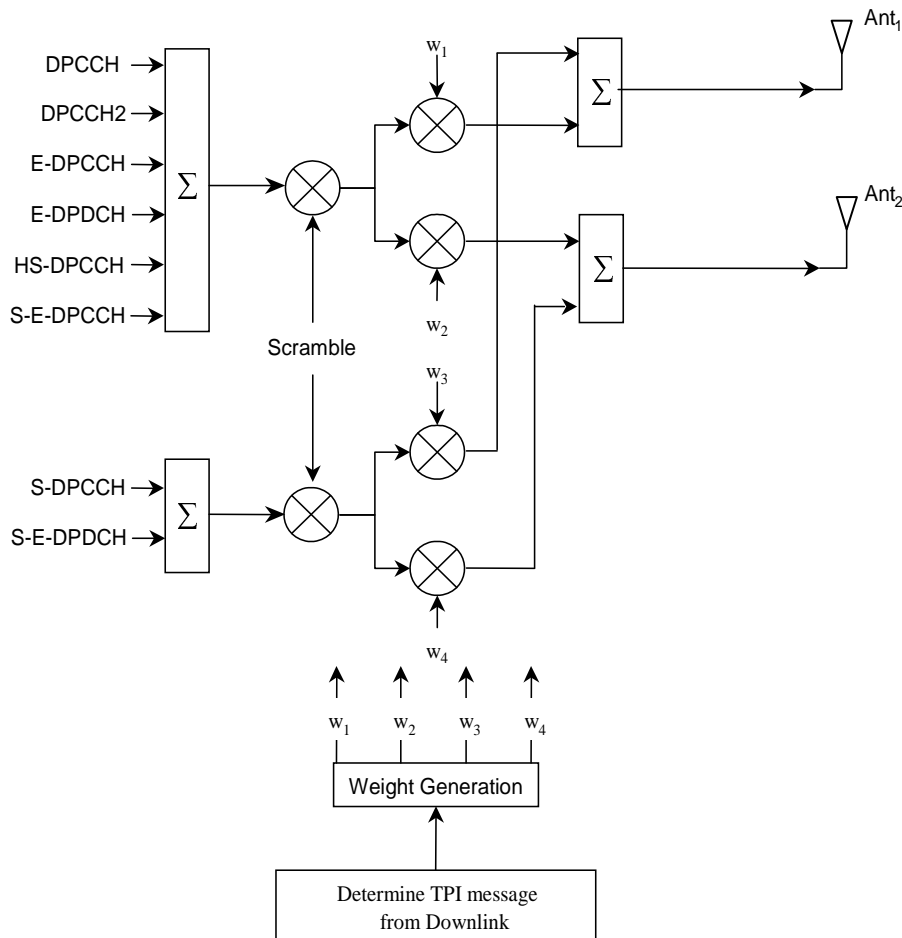 Ant₁
w₁
DPCCH
Σ
DPCCH2
Σ
E-DPCCH
Ant₂
E-DPDCH
Σ
HS-DPCCH
S-E-DPCCH
w₂
Scramble
w₃
S-DPCCH
Σ
S-E-DPDCH
w₄
w₁ w₂ w₃ w₄
Weight Generation
Determine TPI message
from Downlink